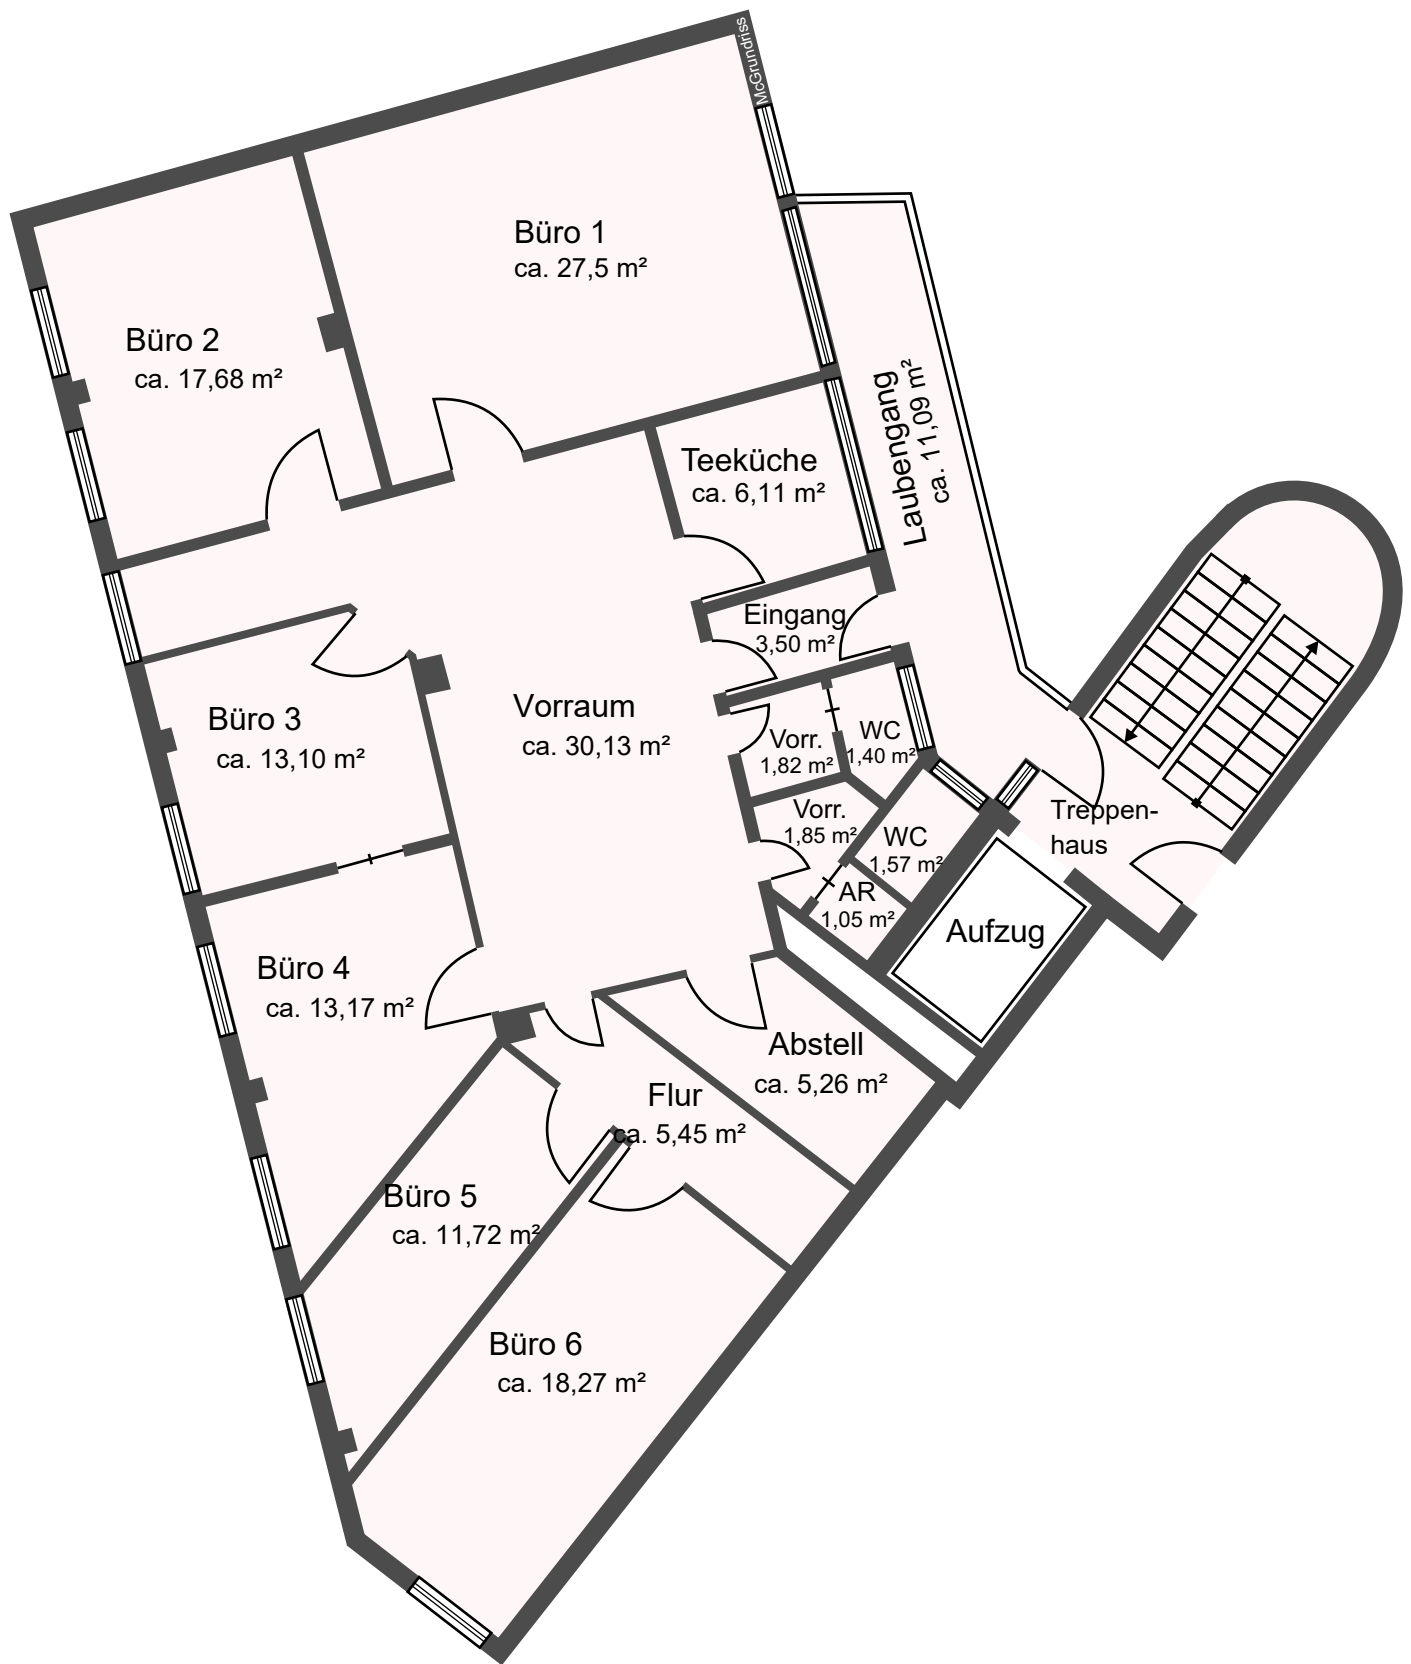 McGrundriss
Büro 1
ca. 27,5 m²
Büro 2
ca. 17,68 m²
Laubengang
ca. 11,09 m²
Teeküche
ca. 6,11 m²
Eingang
3,50 m²
Büro 3
ca. 13,10 m²
Vorraum
ca. 30,13 m²
Vorr.
1,82 m²
WC
1,40 m²
Vorr.
1,85 m²
WC
1,57 m²
AR
1,05 m²
Treppen-
haus
Aufzug
Büro 4
ca. 13,17 m²
Abstell
ca. 5,26 m²
Flur
ca. 5,45 m²
Büro 5
ca. 11,72 m²
Büro 6
ca. 18,27 m²